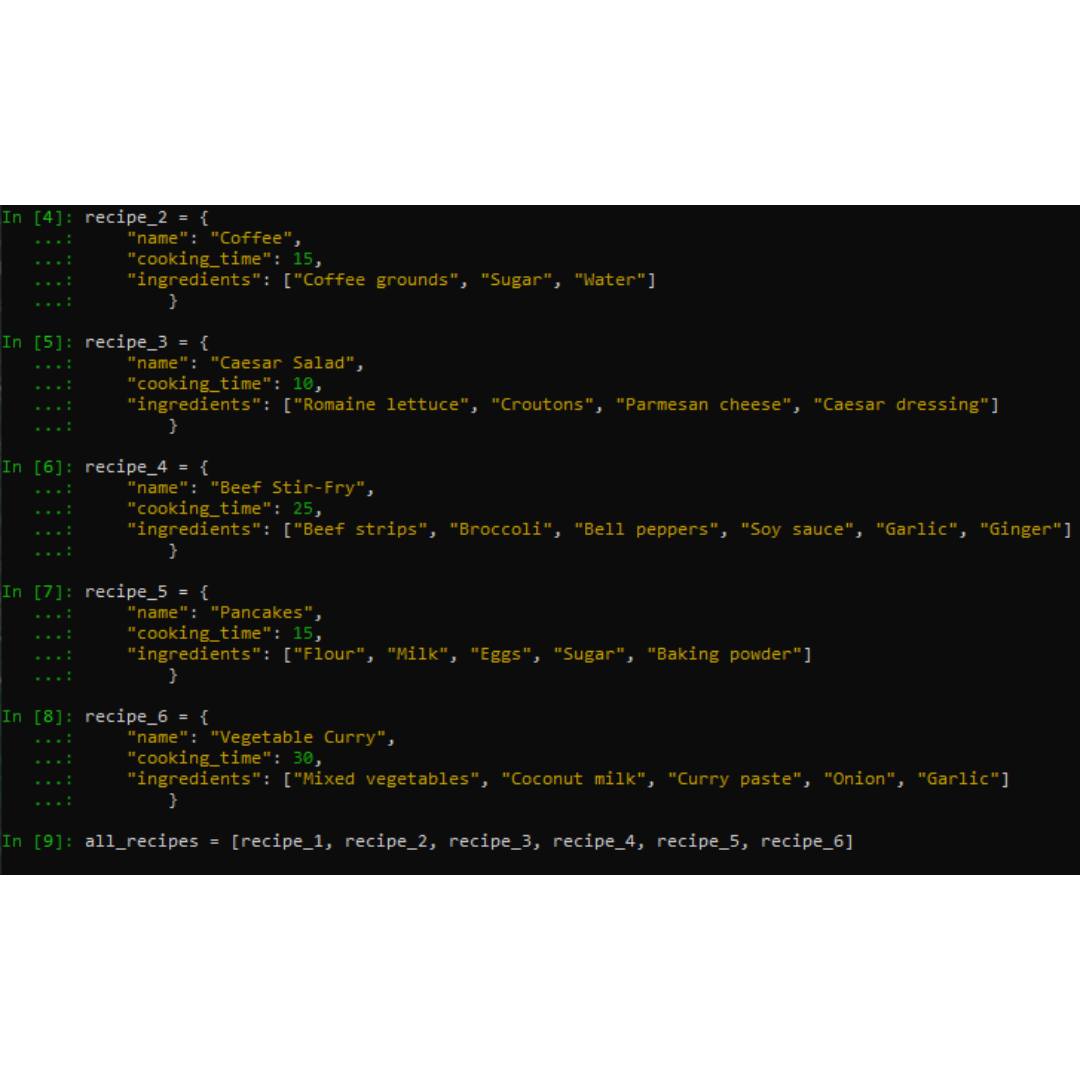 In [4]: recipe_2 = {
   ...:     "name": "Coffee",
   ...:     "cooking_time": 15,
   ...:     "ingredients": ["Coffee grounds", "Sugar", "Water"]
   ...:         }
In [5]: recipe_3 = {
   ...:     "name": "Caesar Salad",
   ...:     "cooking_time": 10,
   ...:     "ingredients": ["Romaine lettuce", "Croutons", "Parmesan cheese", "Caesar dressing"]
   ...:         }
In [6]: recipe_4 = {
   ...:     "name": "Beef Stir-Fry",
   ...:     "cooking_time": 25,
   ...:     "ingredients": ["Beef strips", "Broccoli", "Bell peppers", "Soy sauce", "Garlic", "Ginger"]
   ...:         }
In [7]: recipe_5 = {
   ...:     "name": "Pancakes",
   ...:     "cooking_time": 15,
   ...:     "ingredients": ["Flour", "Milk", "Eggs", "Sugar", "Baking powder"]
   ...:         }
In [8]: recipe_6 = {
   ...:     "name": "Vegetable Curry",
   ...:     "cooking_time": 30,
   ...:     "ingredients": ["Mixed vegetables", "Coconut milk", "Curry paste", "Onion", "Garlic"]
   ...:         }
In [9]: all_recipes = [recipe_1, recipe_2, recipe_3, recipe_4, recipe_5, recipe_6]